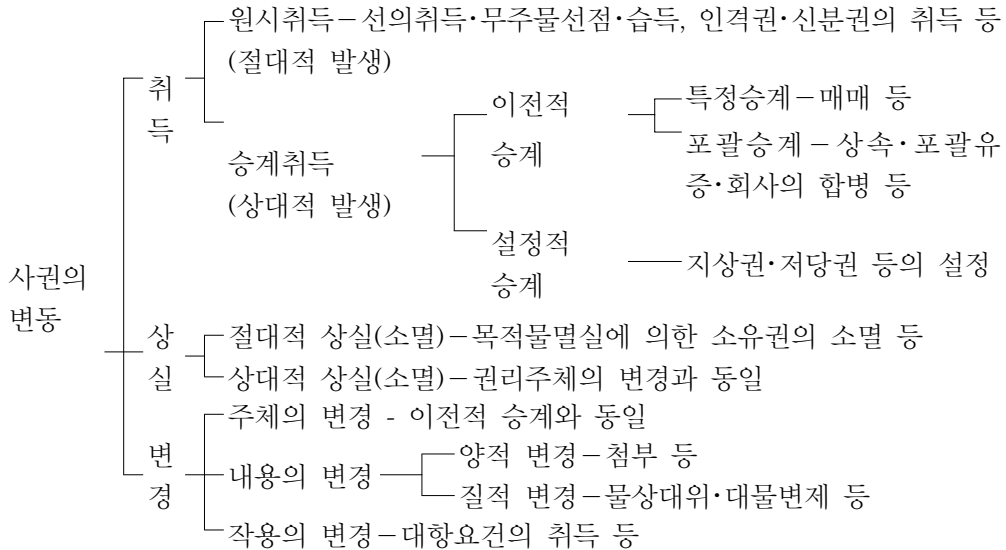 원시취득－선의취득·무주물선점·습득, 인격권·신분권의 취득 등
(절대적 발생)
취
득
이전적
승계
특정승계－매매 등
포괄승계－상속·포괄유
증·회사의 합병 등
승계취득
(상대적 발생)
설정적
승계
지상권·저당권 등의 설정
사권의
변동
상
실
절대적 상실(소멸)－목적물멸실에 의한 소유권의 소멸 등
상대적 상실(소멸)－권리주체의 변경과 동일
변
경
주체의 변경 - 이전적 승계와 동일
내용의 변경
양적 변경－첨부 등
질적 변경－물상대위·대물변제 등
작용의 변경－대항요건의 취득 등